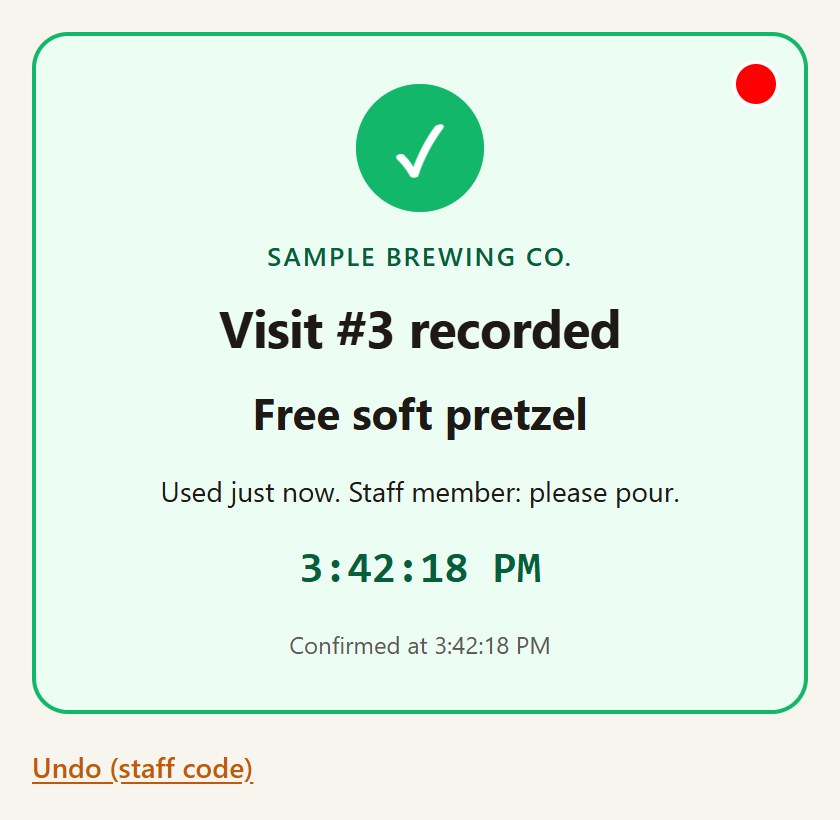 SAMPLE BREWING CO.
Visit #3 recorded
Free soft pretzel
Used just now. Staff member: please pour.
3:42:18 PM
Confirmed at 3:42:18 PM
Undo (staff code)